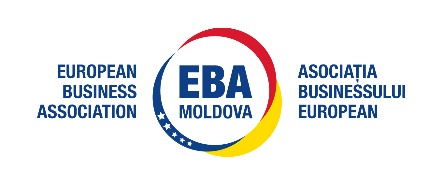 EUROPEAN
BUSINESS
ASSOCIATION
EBA
MOLDOVA
ASOCIAȚIA
BUSINESSULUI
EUROPEAN